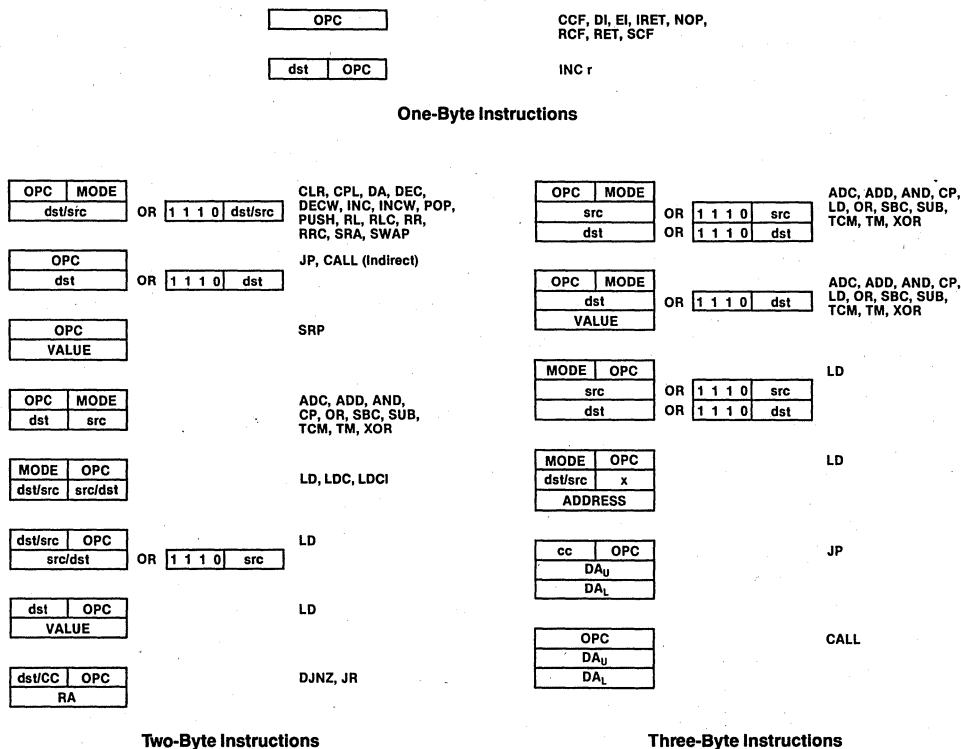 OPC
CCF, DI, EI, IRET, NOP,
RCF, RET, SCF
dst OPC
INC r
One-Byte Instructions
OPC MODE
dst/src OR 1 1 1 0 dst/src
CLR, CPL, DA, DEC,
DECW, INC, INCW, POP,
PUSH, RL, RLC, RR,
RRC, SRA, SWAP
OPC
dst OR 1 1 1 0 dst
JP, CALL (Indirect)
OPC
VALUE
SRP
OPC MODE
dst src
ADC, ADD, AND,
CP, OR, SBC, SUB,
TCM, TM, XOR
MODE OPC
dst/src src/dst
LD, LDC, LDCI
dst/src OPC
src/dst OR 1 1 1 0 src
LD
dst OPC
VALUE
LD
dst/CC OPC
RA
DJNZ, JR
Two-Byte Instructions
OPC MODE
src OR 1 1 1 0 src
dst OR 1 1 1 0 dst
ADC, ADD, AND, CP,
LD, OR, SBC, SUB,
TCM, TM, XOR
OPC MODE
dst OR 1 1 1 0 dst
VALUE
ADC, ADD, AND, CP,
LD, OR, SBC, SUB,
TCM, TM, XOR
MODE OPC
src OR 1 1 1 0 src
dst OR 1 1 1 0 dst
LD
MODE OPC
dst/src x
ADDRESS
LD
cc OPC
DAU
DAL
JP
OPC
DAU
DAL
CALL
Three-Byte Instructions